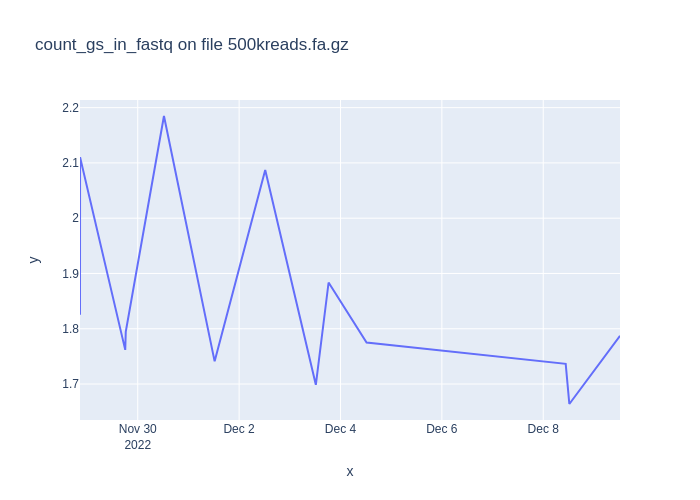 count_gs_in_fastq on file 500kreads.fa.gz
2.2
2.1
2
1.9
1.8
1.7
y
Nov 30 Dec 2 Dec 4 Dec 6 Dec 8
2022
x